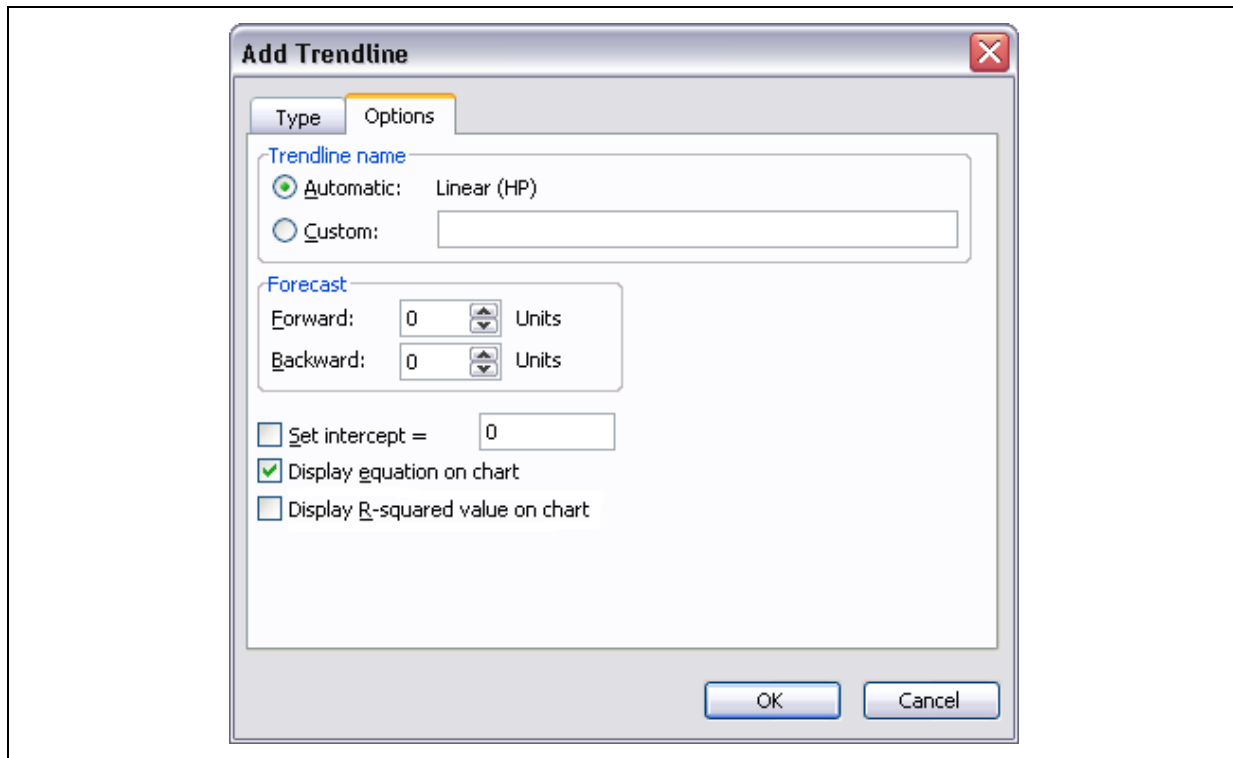 Add Trendline
Type Options
Trendline name
Automatic: Linear (HP)
Custom:
Forecast
Forward: 0 Units
Backward: 0 Units
Set intercept = 0
Display equation on chart
Display R-squared value on chart
OK Cancel